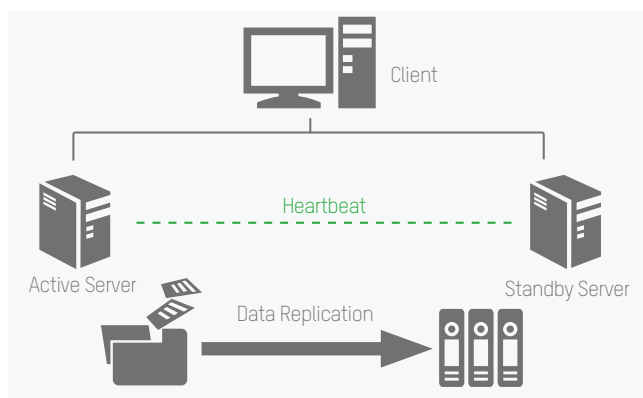 Client
Heartbeat
Active Server
Standby Server
Data Replication